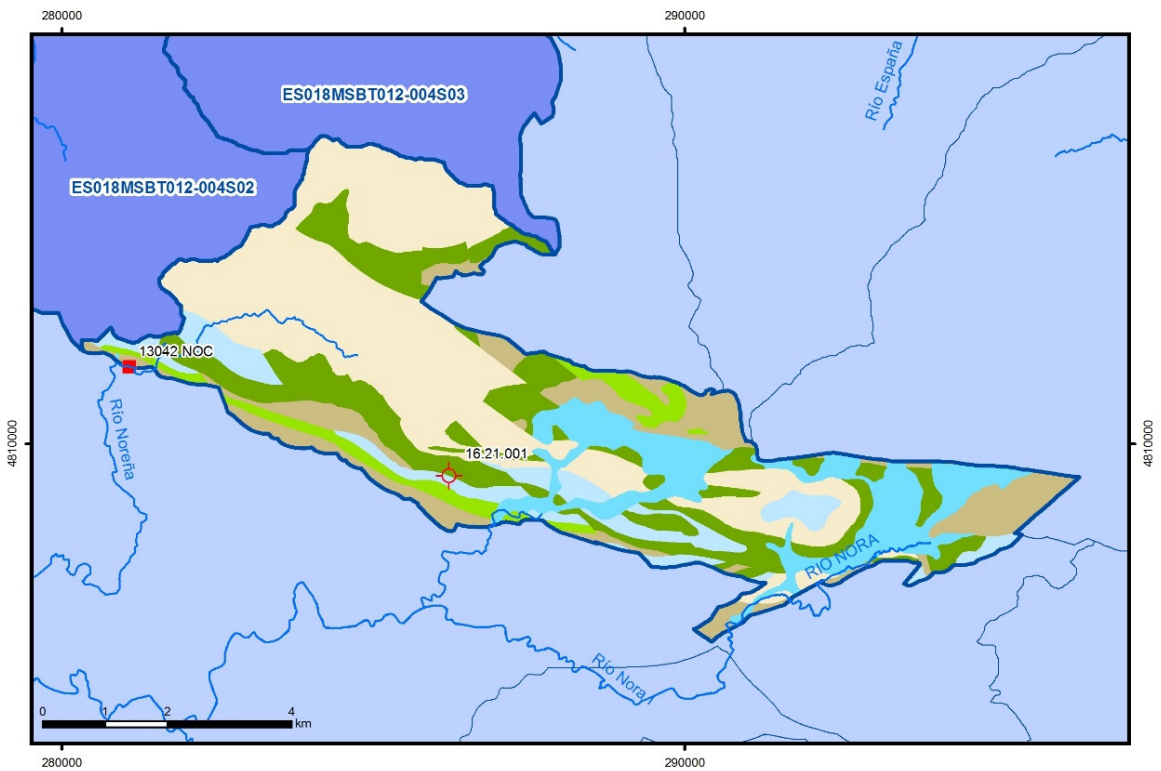 280000
290000
Río España
ES018MSBT012-004S03
ES018MSBT012-004S02
13042 NOC
Río Noreña
4810000
4810000
16.21.001
RIO NORA
Río Nora
0 1 2 4
km
280000
290000